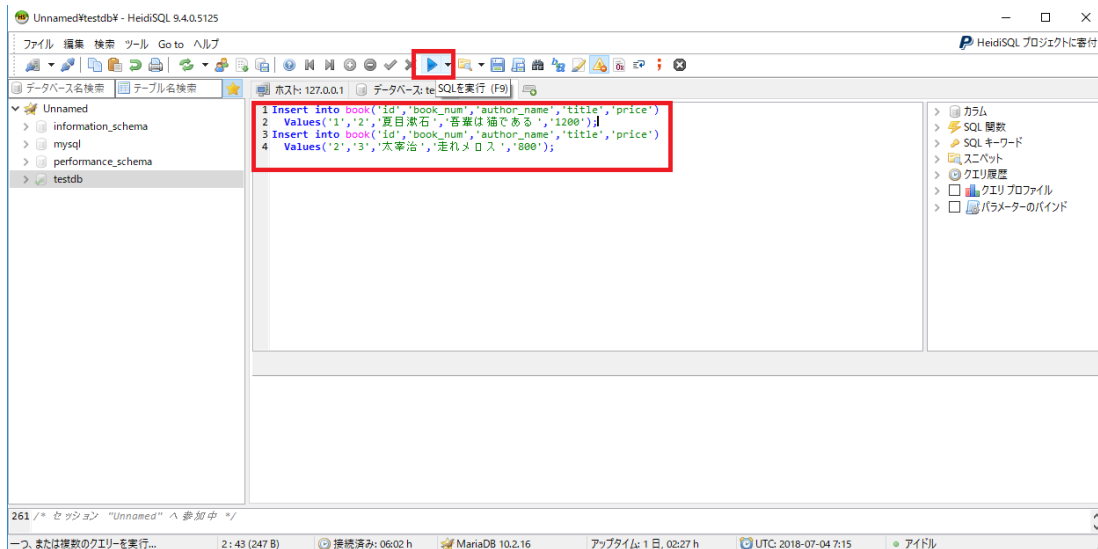 Unnamed¥testdb¥ - HeidiSQL 9.4.0.5125
ファイル 編集 検索 ツール Go to ヘルプ
HeidiSQL プロジェクトに寄付
データベース名検索 テーブル名検索
ホスト: 127.0.0.1 データベース: te
SQLを実行 (F9)
Unnamed
information_schema
mysql
performance_schema
testdb
1 Insert into book('id','book_num','author_name','title','price')
2 Values('1','2','夏目漱石','吾輩は猫である','1200');
3 Insert into book('id','book_num','author_name','title','price')
4 Values('2','3','太宰治','走れメロス','800');
カラム
SQL 関数
SQL キーワード
スニペット
クエリ履歴
クエリ プロファイル
パラメーターのバインド
261 /* セッション "Unnamed" へ 参加中 */
一つ、または複数のクエリーを実行... 2 : 43 (247 B) 接続済み: 06:02 h MariaDB 10.2.16 アップタイム: 1 日, 02:27 h UTC: 2018-07-04 7:15 アイドル